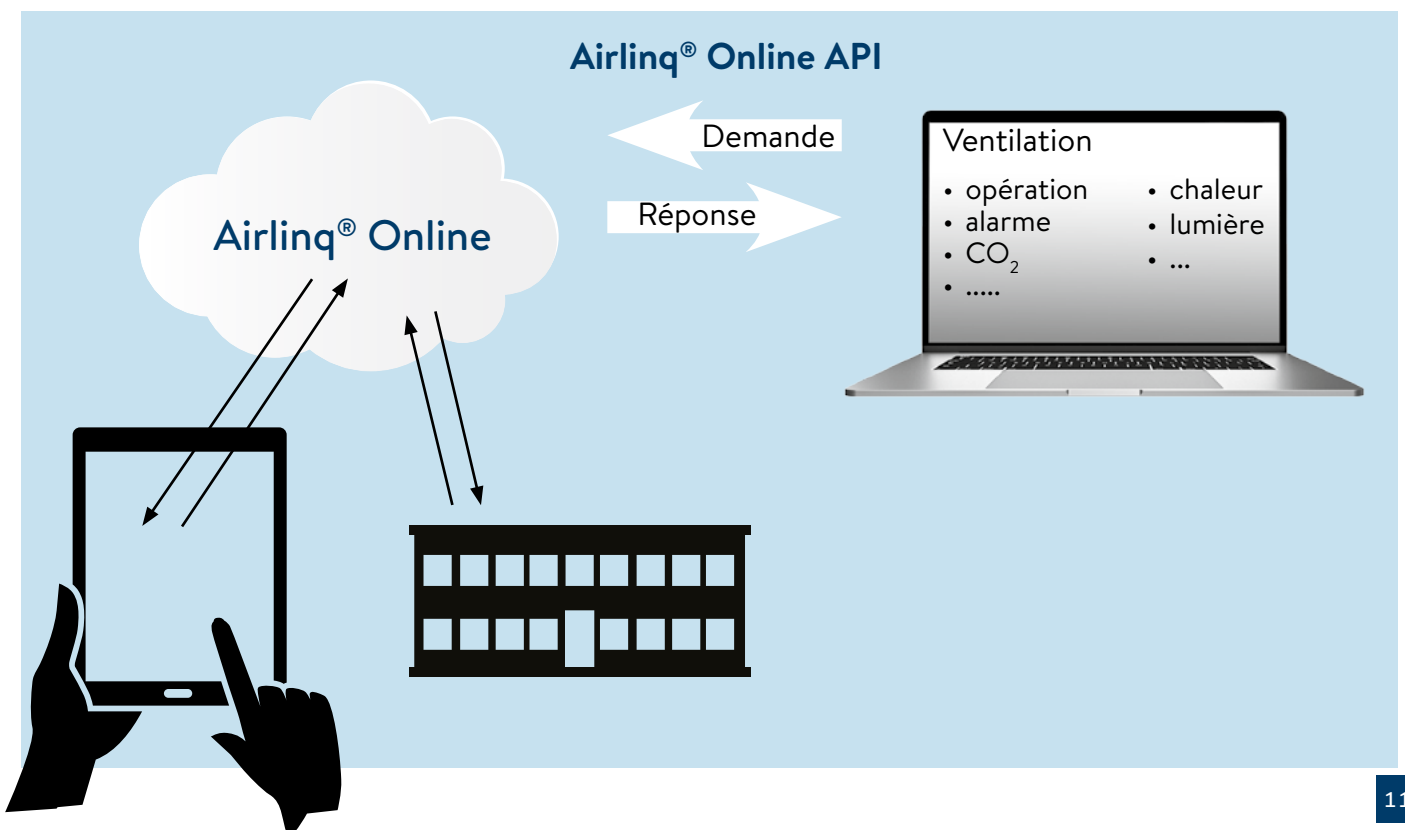 Airlinq® Online API
Demande
Réponse
Airlinq® Online
Ventilation
• opération
• alarme
• CO₂
• .....
• chaleur
• lumière
• ...
11